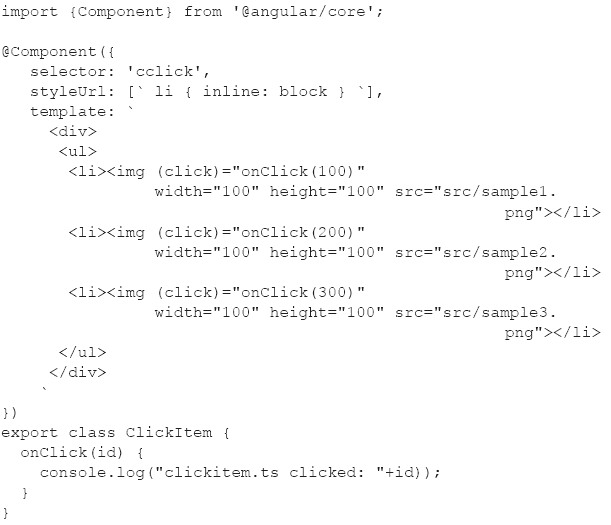 import {Component} from '@angular/core';
@Component({
selector: 'cclick',
styleUrl: [` li { inline: block } `],
template: `
<div>
<ul>
<li><img (click)="onClick(100)"
width="100" height="100" src="src/sample1.
png"></li>
<li><img (click)="onClick(200)"
width="100" height="100" src="src/sample2.
png"></li>
<li><img (click)="onClick(300)"
width="100" height="100" src="src/sample3.
png"></li>
</ul>
</div>
`
})
export class ClickItem {
onClick(id) {
console.log("clickitem.ts clicked: "+id));
}
}